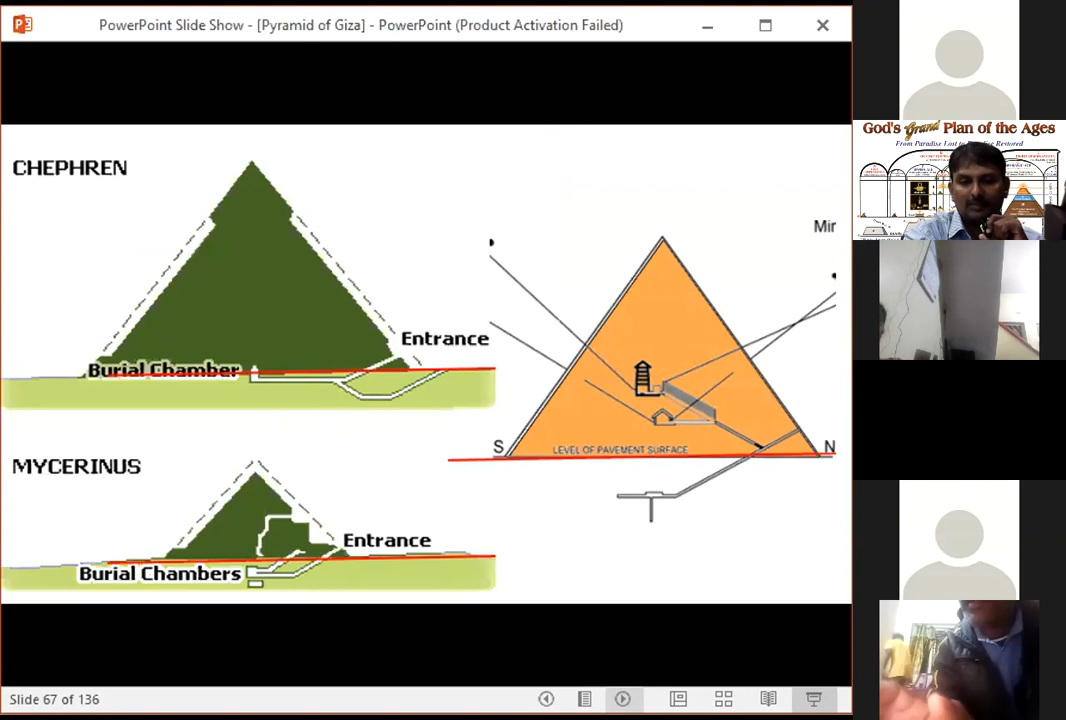 PowerPoint Slide Show - [Pyramid of Giza] - PowerPoint (Product Activation Failed)
CHEPHREN
Entrance
Burial Chamber
MYCERINUS
Entrance
Burial Chambers
Mir
S
LEVEL OF PAVEMENT SURFACE
N
God's Grand Plan of the Ages
From Paradise Lost to Paradise Restored
Slide 67 of 136